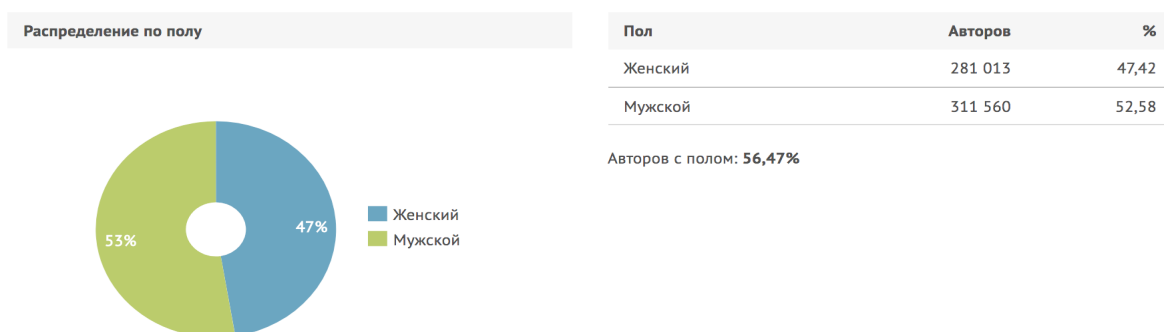 Распределение по полу
47%
53%
Женский
Мужской
Пол Авторов %
Женский 281 013 47,42
Мужской 311 560 52,58
Авторов с полом: 56,47%